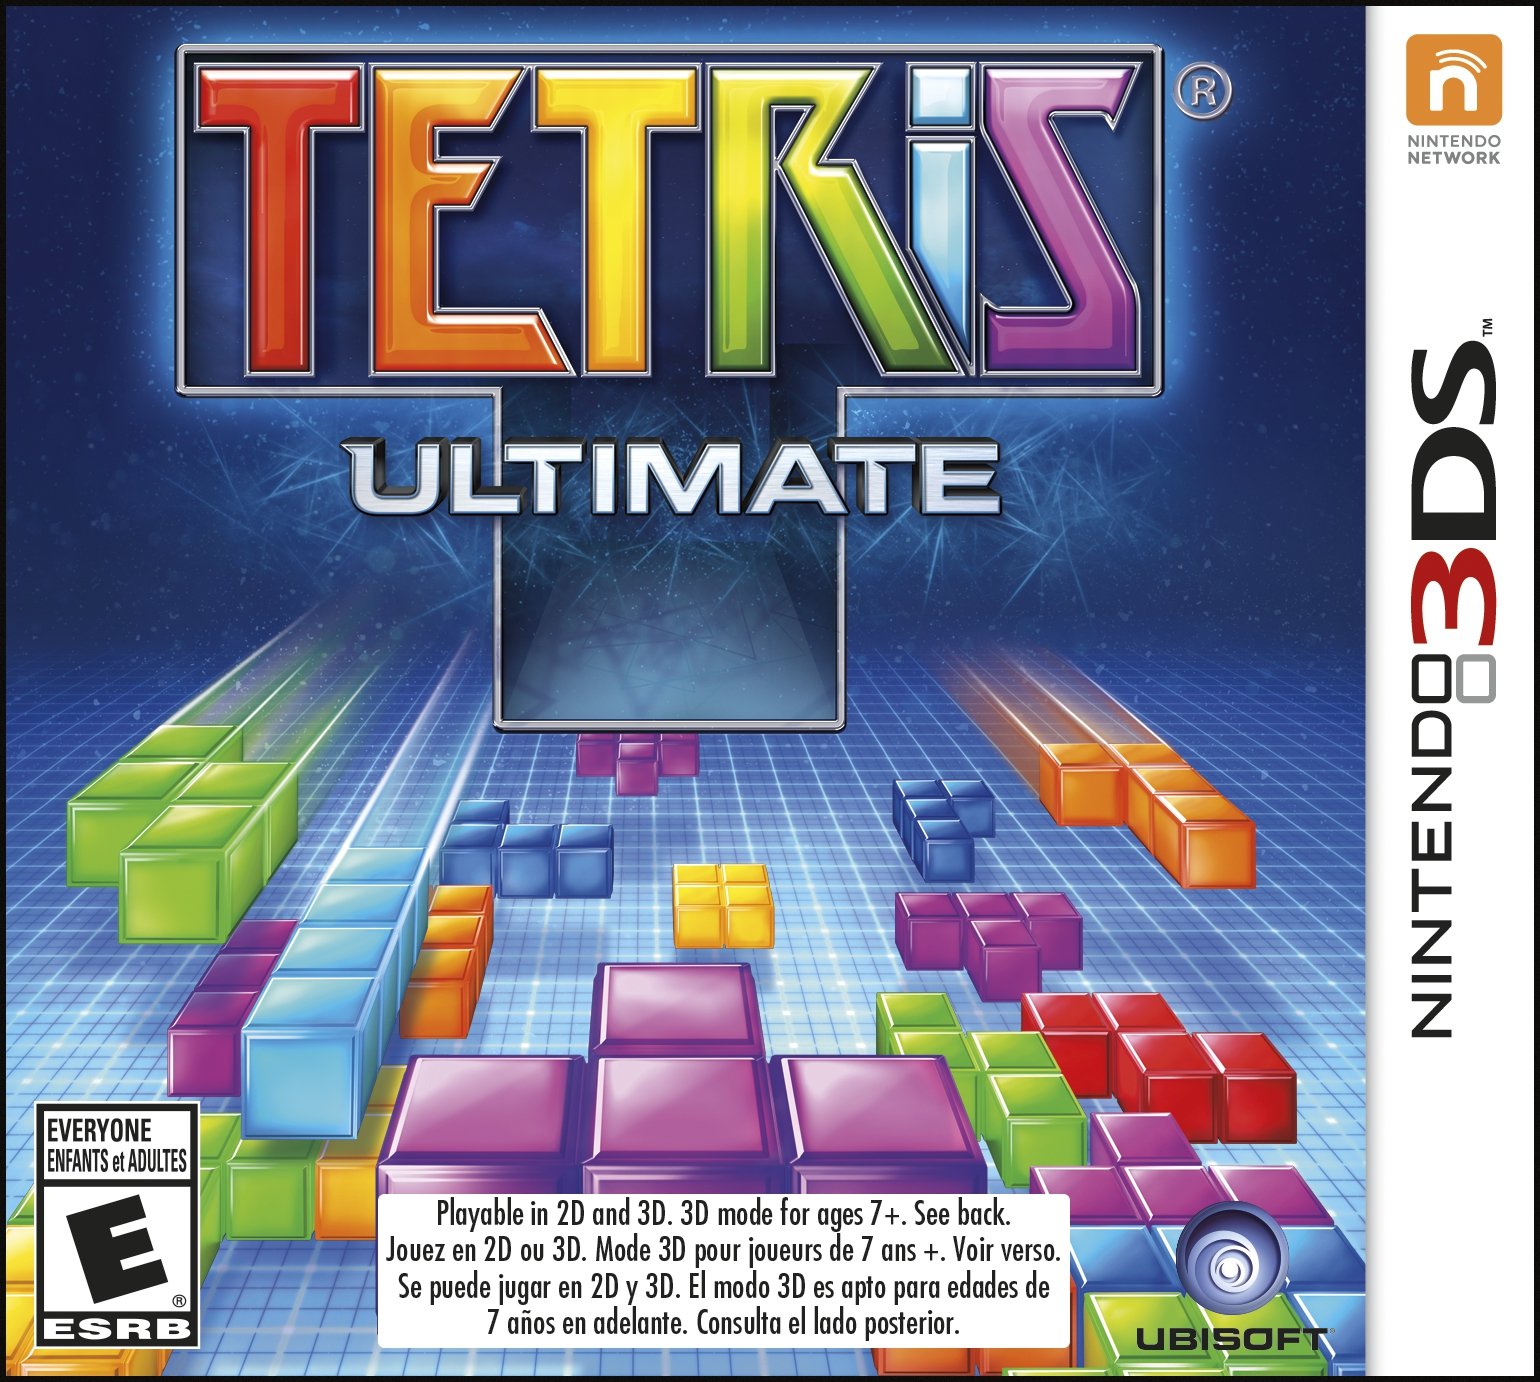 TETRiS®
ULTIMATE
n
NINTENDO
NETWORK
NINTENDO3DS™
EVERYONE
ENFANTS et ADULTES
E®
ESRB
Playable in 2D and 3D. 3D mode for ages 7+. See back.
Jouez en 2D ou 3D. Mode 3D pour joueurs de 7 ans +. Voir verso.
Se puede jugar en 2D y 3D. El modo 3D es apto para edades de
7 años en adelante. Consulta el lado posterior.
UBISOFT®